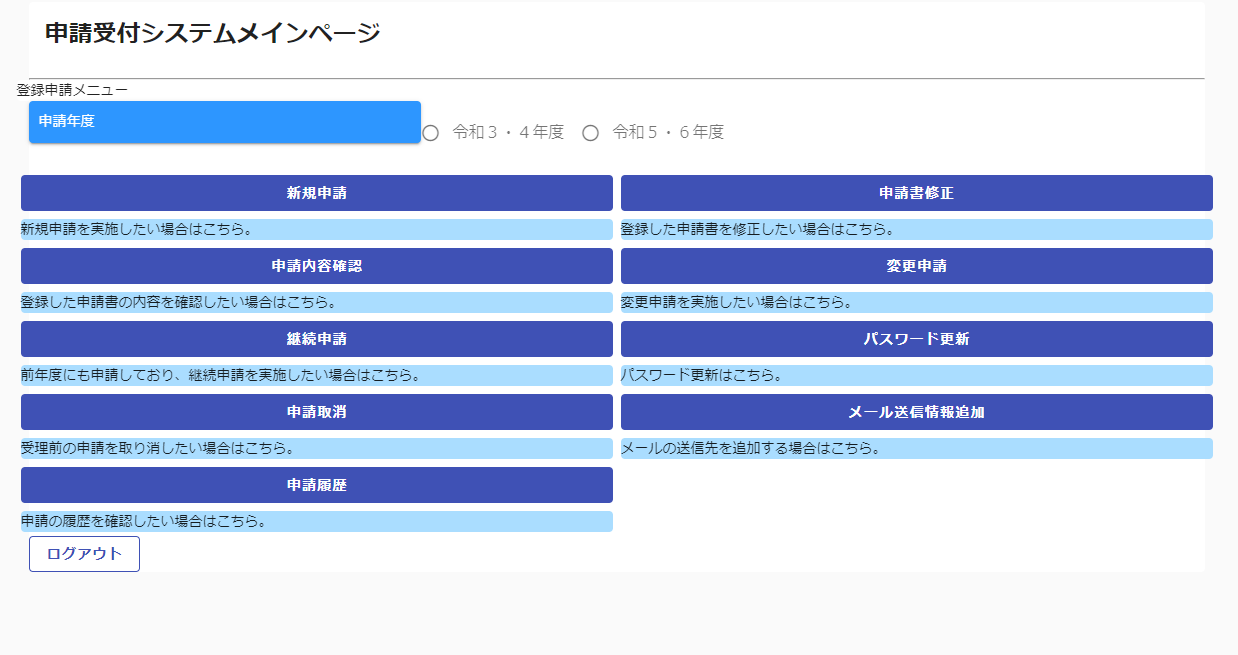 申請受付システムメインページ
登録申請メニュー
申請年度
令和３・４年度 令和５・６年度
新規申請 申請書修正
新規申請を実施したい場合はこちら。 登録した申請書を修正したい場合はこちら。
申請内容確認 変更申請
登録した申請書の内容を確認したい場合はこちら。 変更申請を実施したい場合はこちら。
継続申請 パスワード更新
前年度にも申請しており、継続申請を実施したい場合はこちら。 パスワード更新はこちら。
申請取消 メール送信情報追加
受理前の申請を取り消したい場合はこちら。 メールの送信先を追加する場合はこちら。
申請履歴
申請の履歴を確認したい場合はこちら。
ログアウト